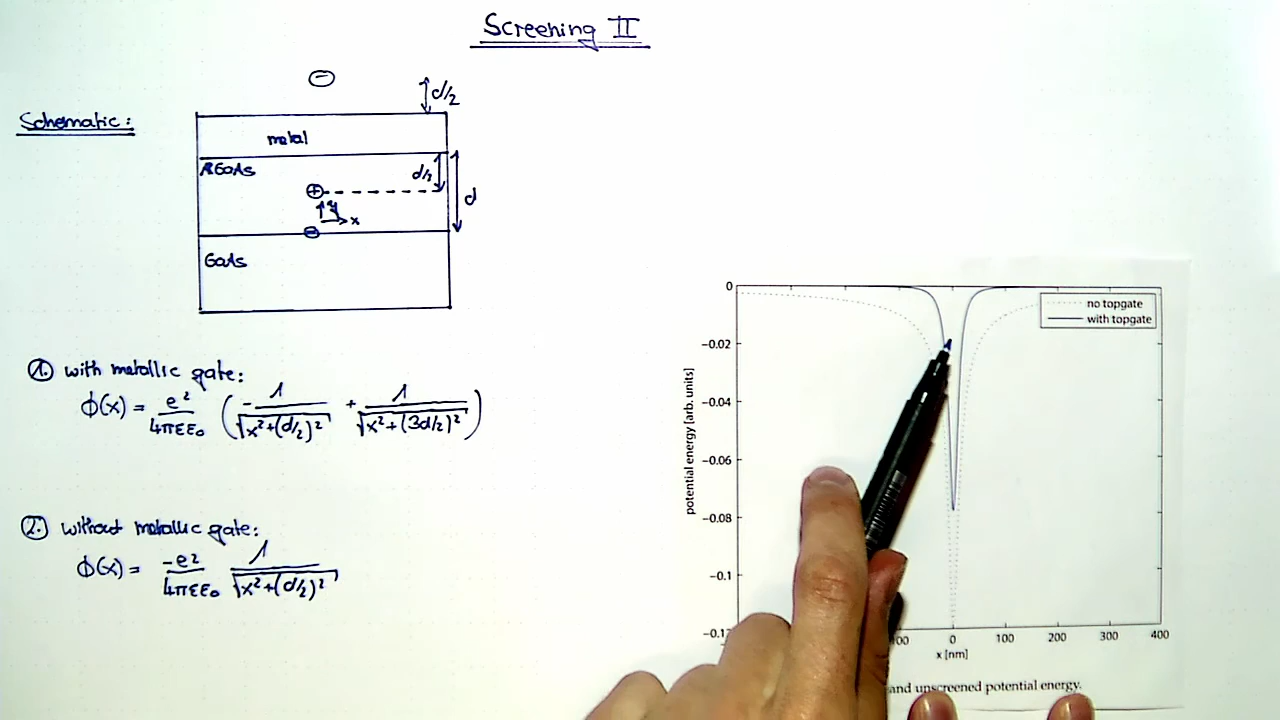 Screening II
⊖
d/2
Schematic:
metal
AlGaAs
d/2
⊕
d
y
x
⊖
GaAs
① with metallic gate:
ϕ(x) = e²/4πεε₀ (-1/√x²+(d/2)² + 1/√x²+(3d/2)²)
② without metallic gate:
ϕ(x) = -e²/4πεε₀ 1/√x²+(d/2)²
0
no topgate
with topgate
−0.02
−0.04
−0.06
−0.08
−0.1
potential energy [arb. units]
0 100 200 300 400
x [nm]
and unscreened potential energy.